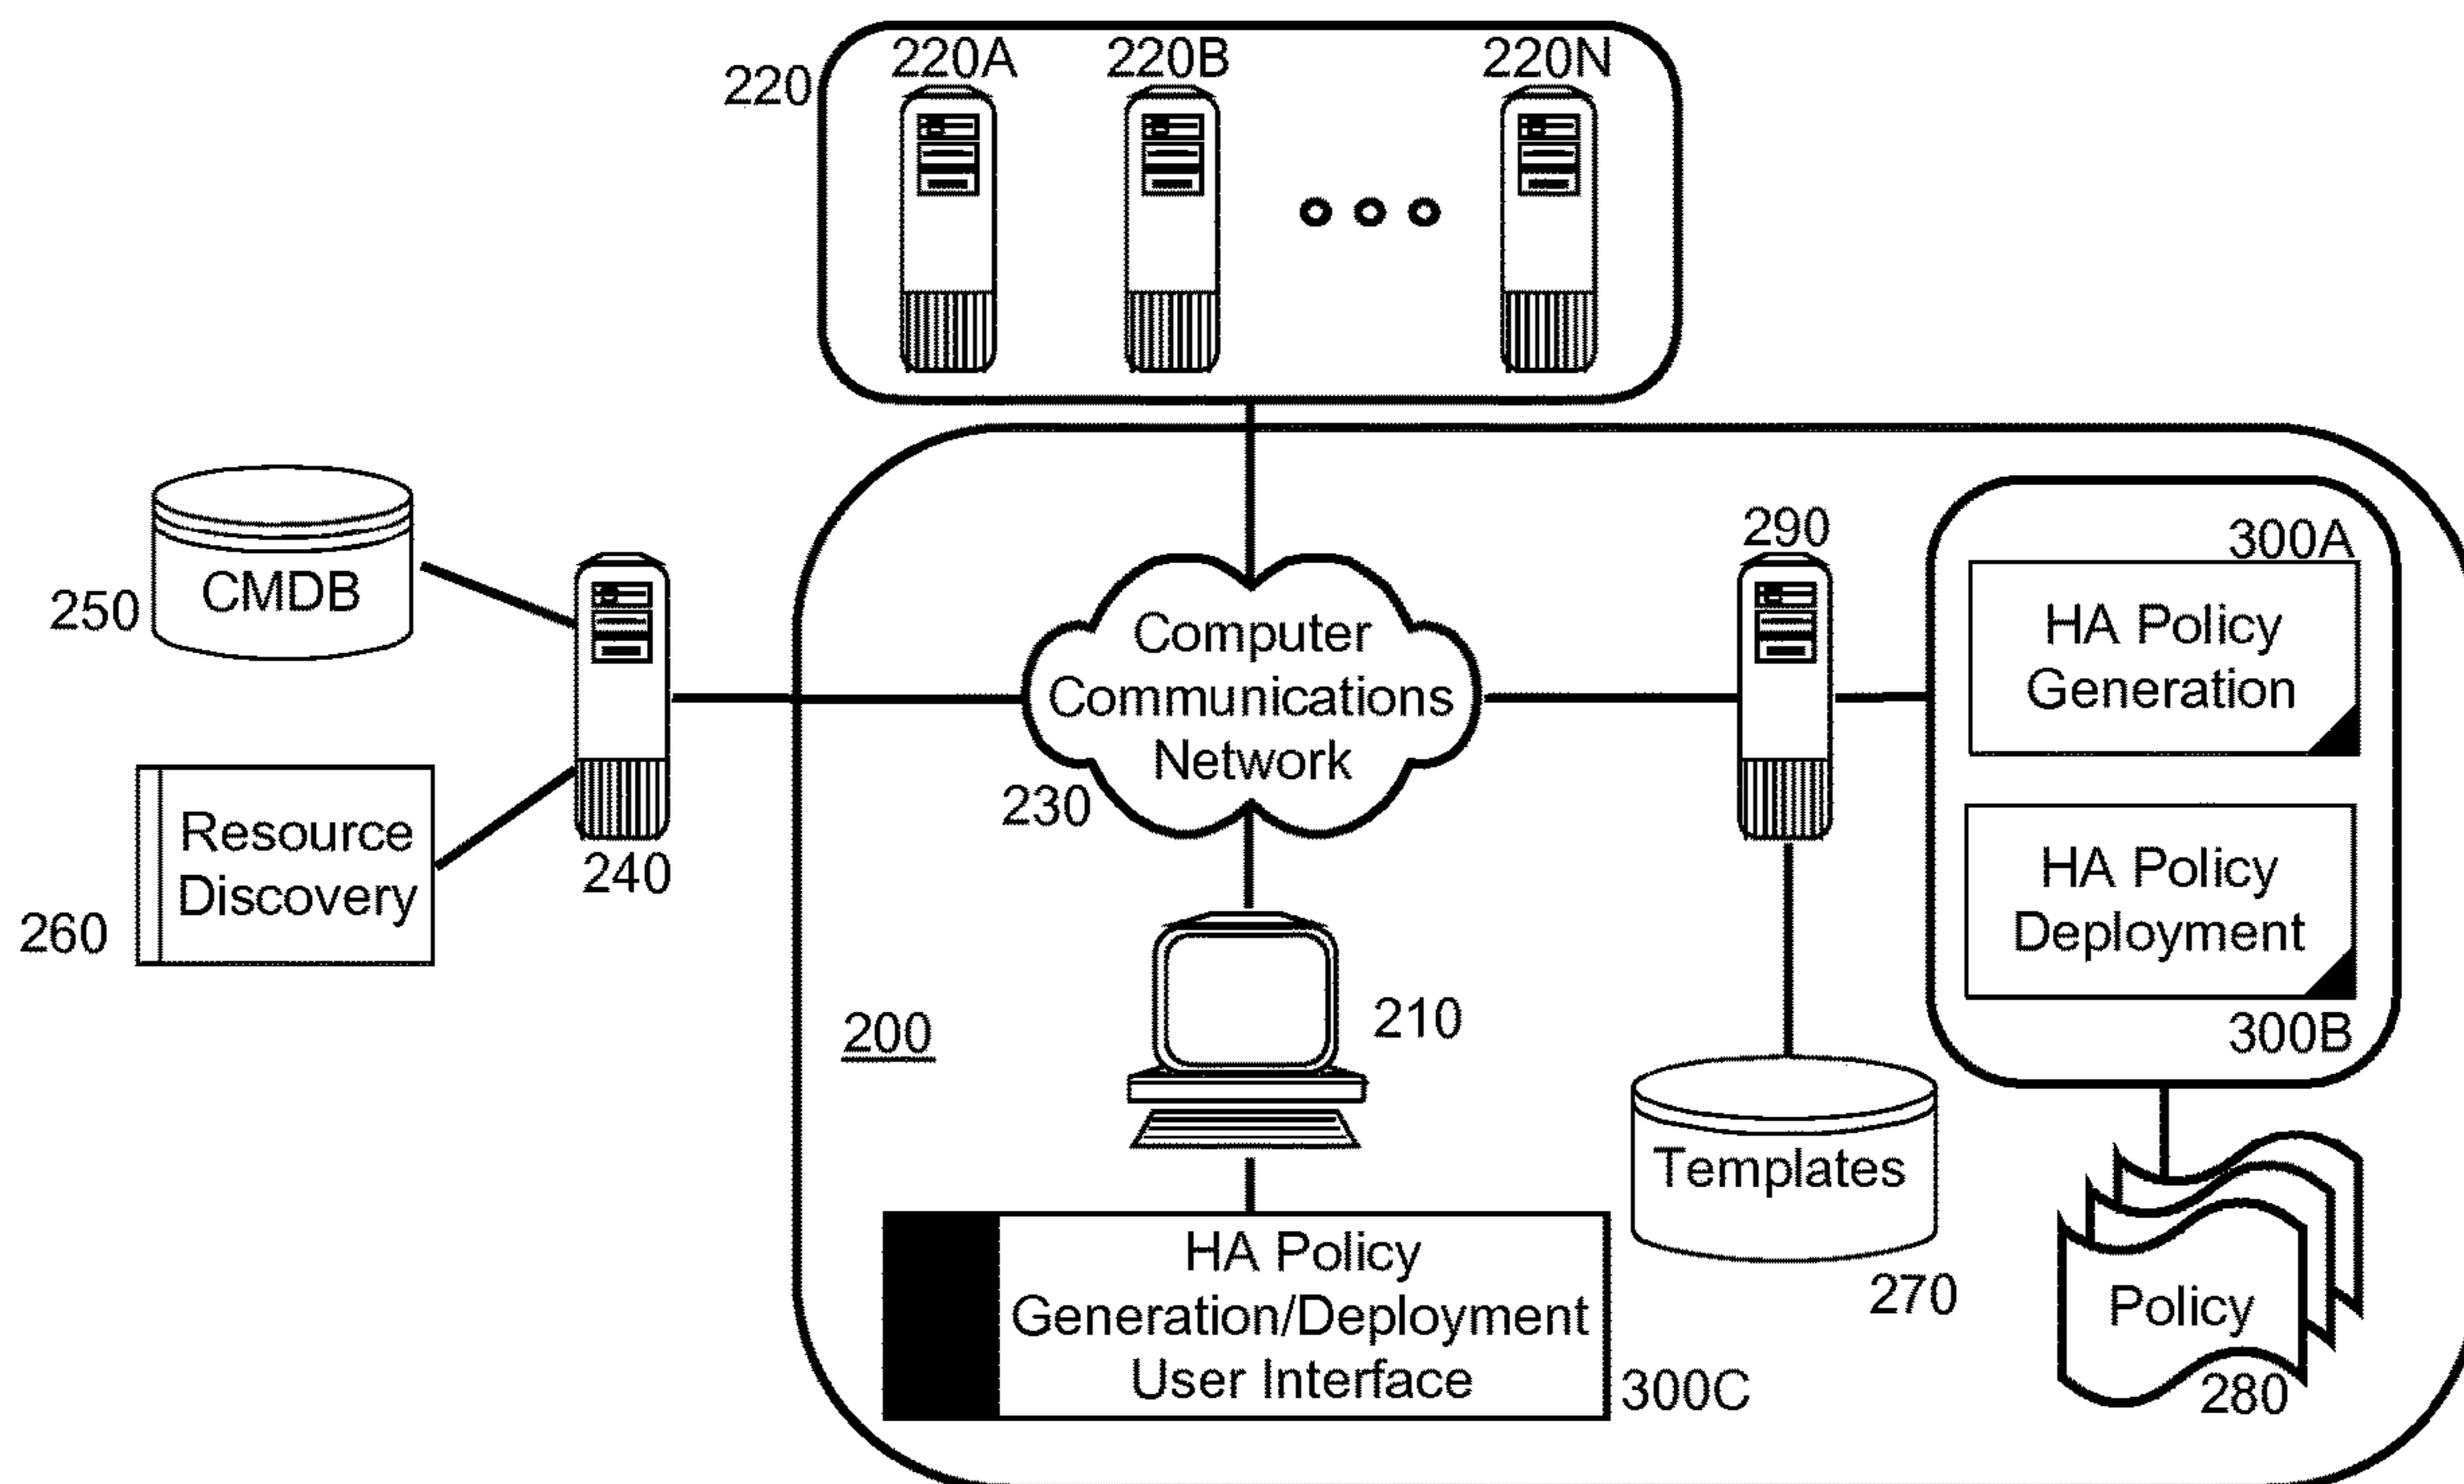 220A 220B 220N
220
290
300A
CMDB
250
HA Policy
Generation
Computer
Communications
Network
230
Resource
Discovery
260
240
HA Policy
Deployment
300B
200
210
Templates
270
HA Policy
Generation/Deployment
User Interface
300C
Policy
280